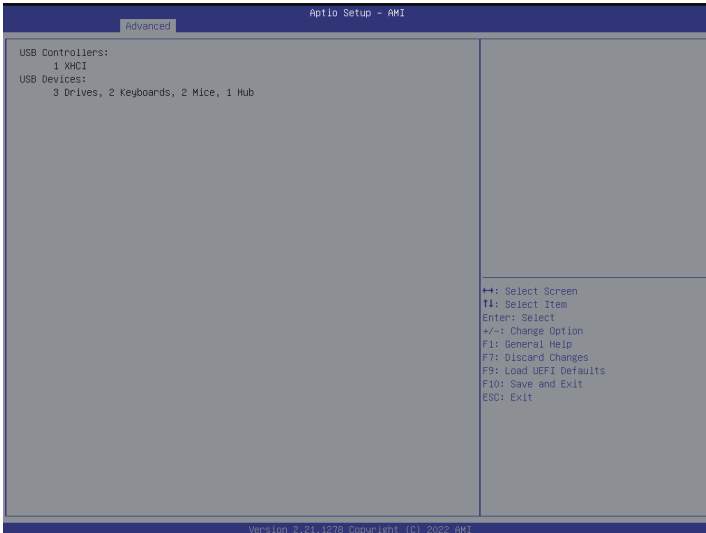 Aptio Setup – AMI
Advanced
USB Controllers:
1 XHCI
USB Devices:
3 Drives, 2 Keyboards, 2 Mice, 1 Hub
↔: Select Screen
↑↓: Select Item
Enter: Select
+/-: Change Option
F1: General Help
F7: Discard Changes
F9: Load UEFI Defaults
F10: Save and Exit
ESC: Exit
Version 2.21.1278 Copyright (C) 2022 AMI